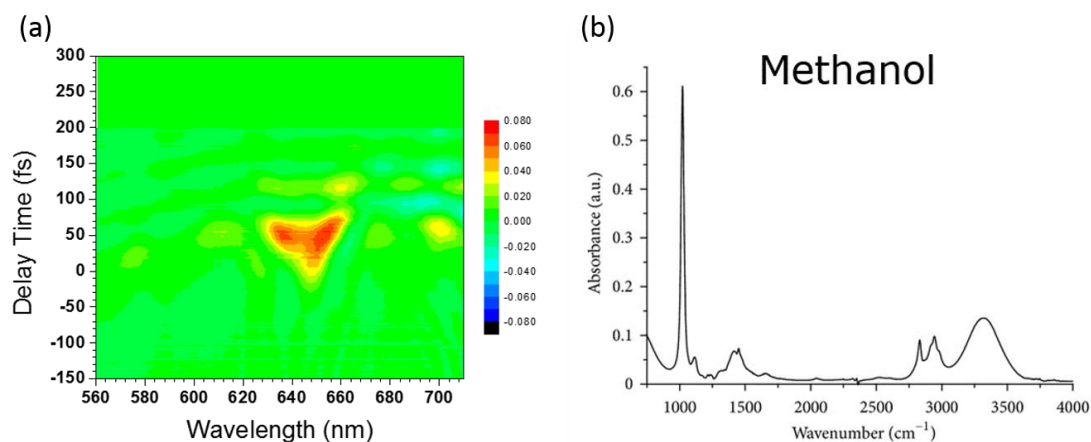 (a)
300
250
200
150
100
50
0
-50
-100
-150
560 580 600 620 640 660 680 700
Delay Time (fs)
Wavelength (nm)
0.080
0.060
0.040
0.020
0.000
-0.020
-0.040
-0.060
-0.080
(b)
Methanol
0.6
0.5
0.4
0.3
0.2
0.1
0
1000 1500 2000 2500 3000 3500 4000
Absorbance (a.u.)
Wavenumber (cm⁻¹)